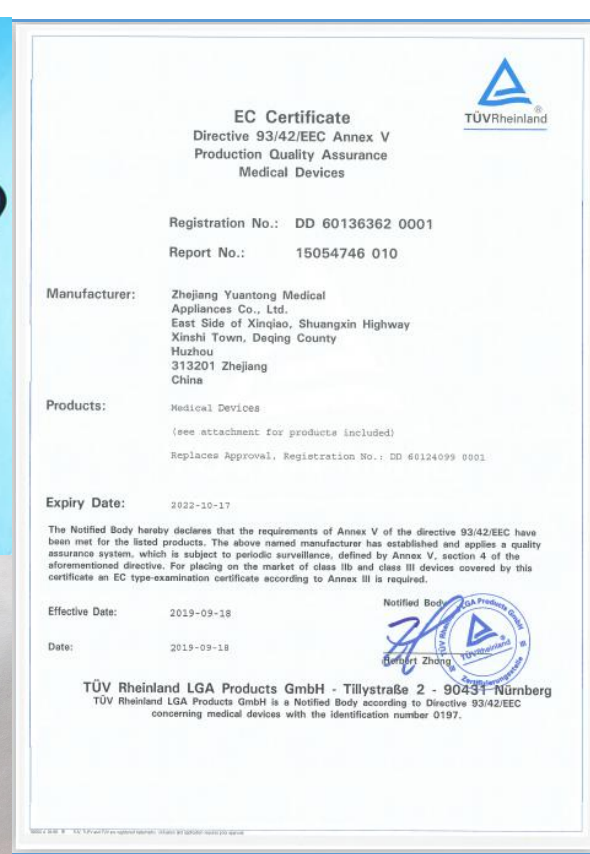 TÜVRheinland
EC Certificate
Directive 93/42/EEC Annex V
Production Quality Assurance
Medical Devices
Registration No.: DD 60136362 0001
Report No.: 15054746 010
Manufacturer: Zhejiang Yuantong Medical
Appliances Co., Ltd.
East Side of Xinqiao, Shuangxin Highway
Xinshi Town, Deqing County
Huzhou
313201 Zhejiang
China
Products: Medical Devices
(see attachment for products included)
Replaces Approval, Registration No.: DD 60124099 0001
Expiry Date: 2022-10-17
The Notified Body hereby declares that the requirements of Annex V of the directive 93/42/EEC have
been met for the listed products. The above named manufacturer has established and applies a quality
assurance system, which is subject to periodic surveillance, defined by Annex V, section 4 of the
aforementioned directive. For placing on the market of class IIb and class III devices covered by this
certificate an EC type-examination certificate according to Annex III is required.
Notified Body
Effective Date: 2019-09-18
Date: 2019-09-18
Herbert Zhong
TÜV Rheinland LGA Products GmbH
TÜVRheinland
Zertifizierungsstelle
TÜV Rheinland LGA Products GmbH - Tillystraße 2 - 90431 Nürnberg
TÜV Rheinland LGA Products GmbH is a Notified Body according to Directive 93/42/EEC
concerning medical devices with the identification number 0197.